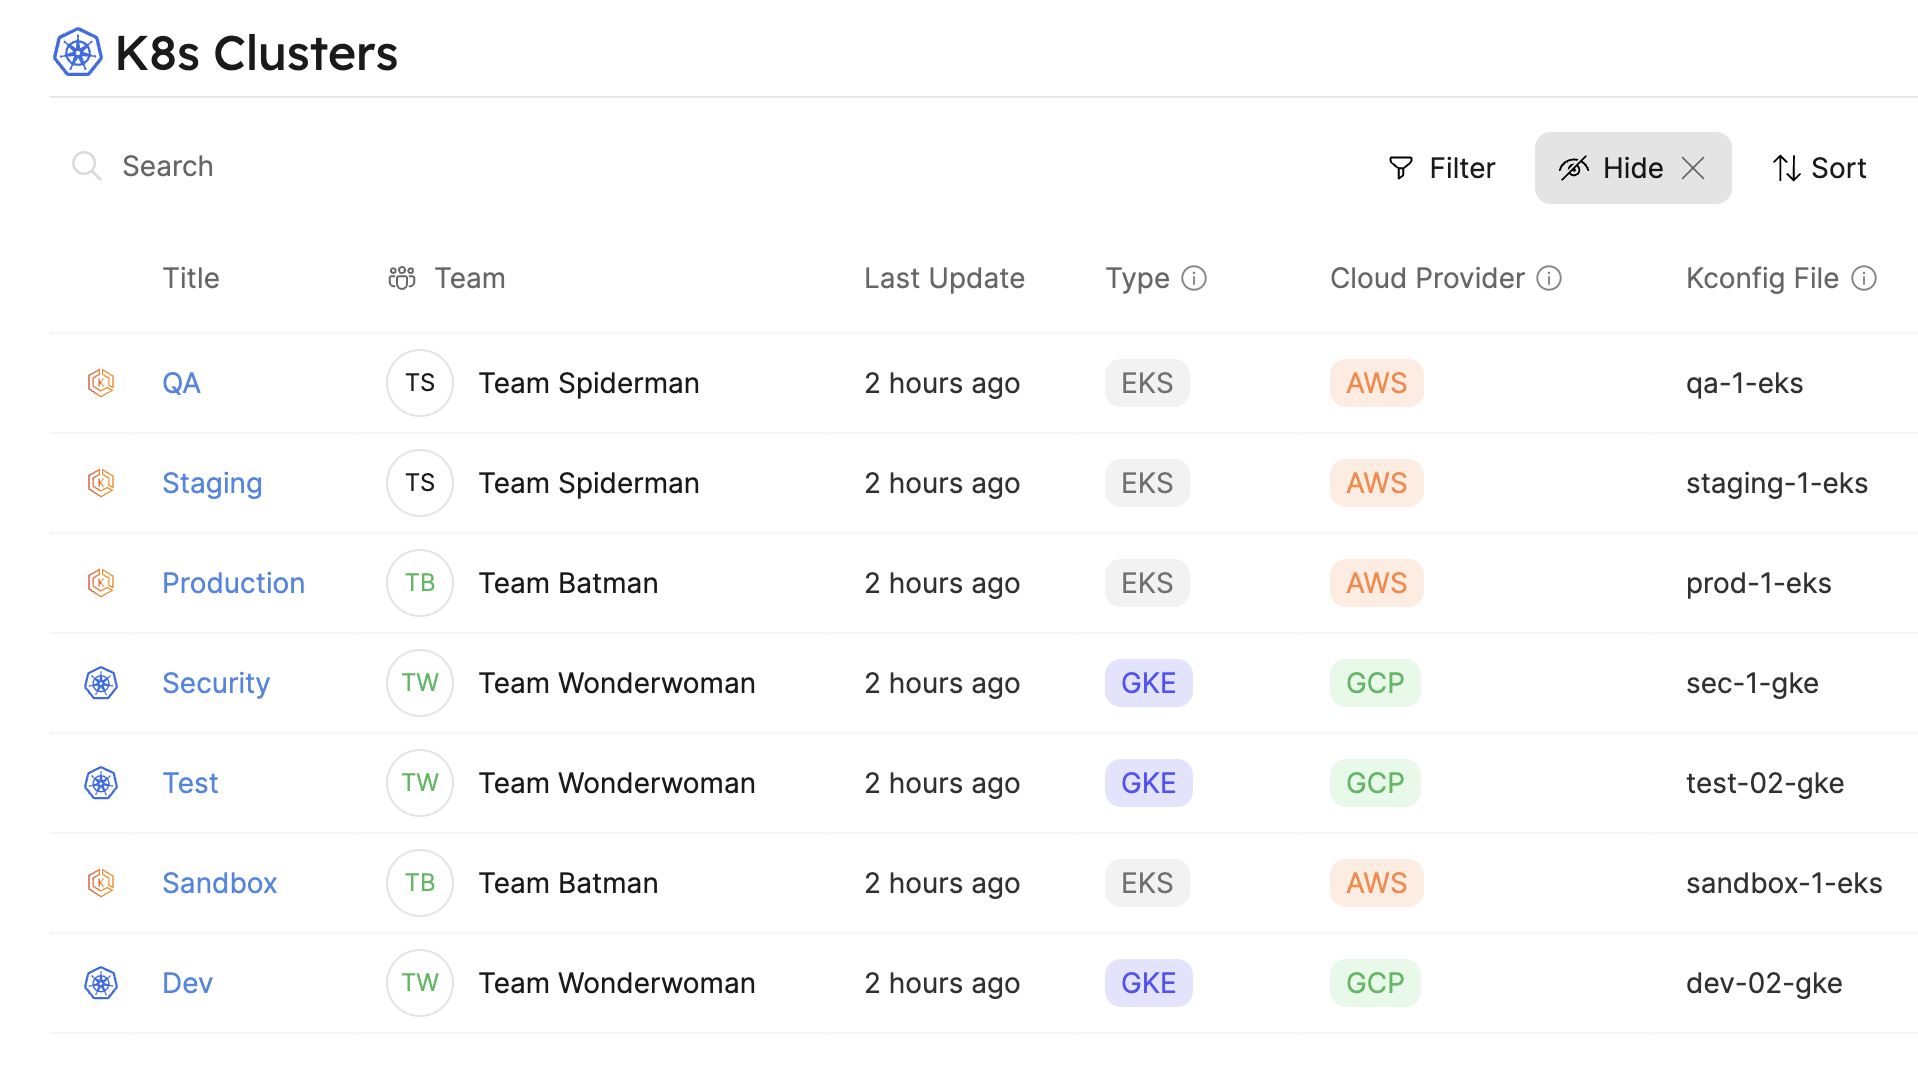 K8s Clusters
Search Filter Hide Sort
Title Team Last Update Type Cloud Provider Kconfig File
QA TS Team Spiderman 2 hours ago EKS AWS qa-1-eks
Staging TS Team Spiderman 2 hours ago EKS AWS staging-1-eks
Production TB Team Batman 2 hours ago EKS AWS prod-1-eks
Security TW Team Wonderwoman 2 hours ago GKE GCP sec-1-gke
Test TW Team Wonderwoman 2 hours ago GKE GCP test-02-gke
Sandbox TB Team Batman 2 hours ago EKS AWS sandbox-1-eks
Dev TW Team Wonderwoman 2 hours ago GKE GCP dev-02-gke